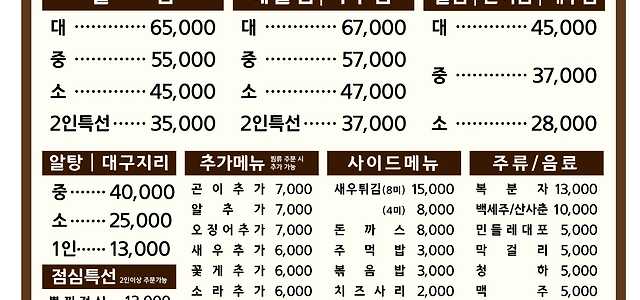 대 ············ 65,000
중 ············ 55,000
소 ············ 45,000
2인특선 ······ 35,000
대 ············ 67,000
중 ············ 57,000
소 ············ 47,000
2인특선 ······ 37,000
대 ············ 45,000
중 ············ 37,000
소 ············ 28,000
알탕 | 대구지리
중 ······· 40,000
소 ······· 25,000
1인 ······ 13,000
점심특선 2인이상 주문가능
추가메뉴 원류 주문 시 추가 가능
곤이추가 7,000
알추가 7,000
오징어추가 7,000
새우추가 6,000
꽃게추가 6,000
소라추가 6,000
사이드메뉴
새우튀김(8미) 15,000
(4미) 8,000
돈까스 8,000
주먹밥 3,000
볶음밥 3,000
치즈사리 2,000
주류/음료
복분자 13,000
백세주/산사춘 10,000
민들레대포 5,000
막걸리 5,000
청하 5,000
맥주 5,000